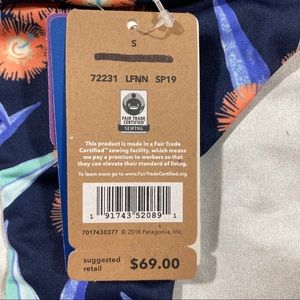 S
72231 LFNN SP19
FAIR TRADE
CERTIFIED™
SEWING
This product is made in a Fair Trade
Certified™ sewing facility, which means
we pay a premium to workers so that
they can elevate their standard of living.
To learn more go to www.FairTradeCertified.org
1 91743 52089 1
7017430377 © 2018 Patagonia, Inc.
suggested
retail $69.00